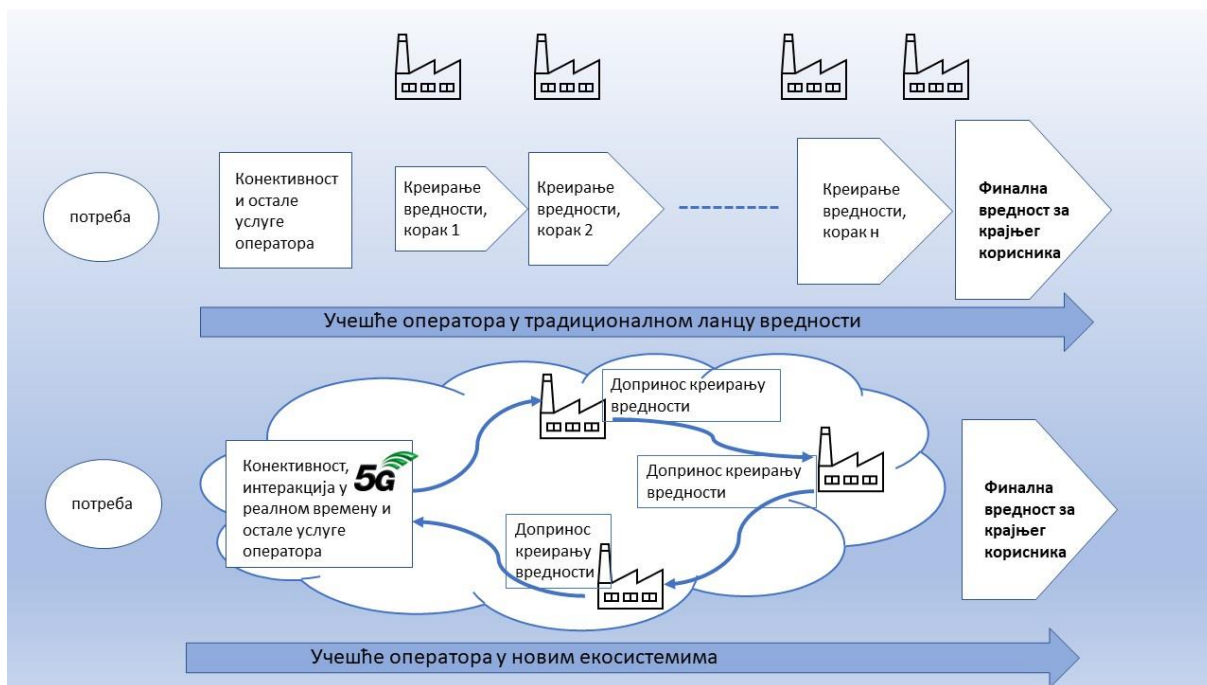 потреба
Конективност
и остале
услуге
оператора
Креирање
вредности,
корак 1
Креирање
вредности,
корак 2
Креирање
вредности,
корак н
Финална
вредност за
крајњег
корисника
Учешће оператора у традиционалном ланцу вредности
потреба
Конективност,
интеракција у
реалном времену и
остале услуге
оператора
5G
Допринос креирању
вредности
Допринос креирању
вредности
Допринос
креирању
вредности
Финална
вредност за
крајњег
корисника
Учешће оператора у новим екосистемима